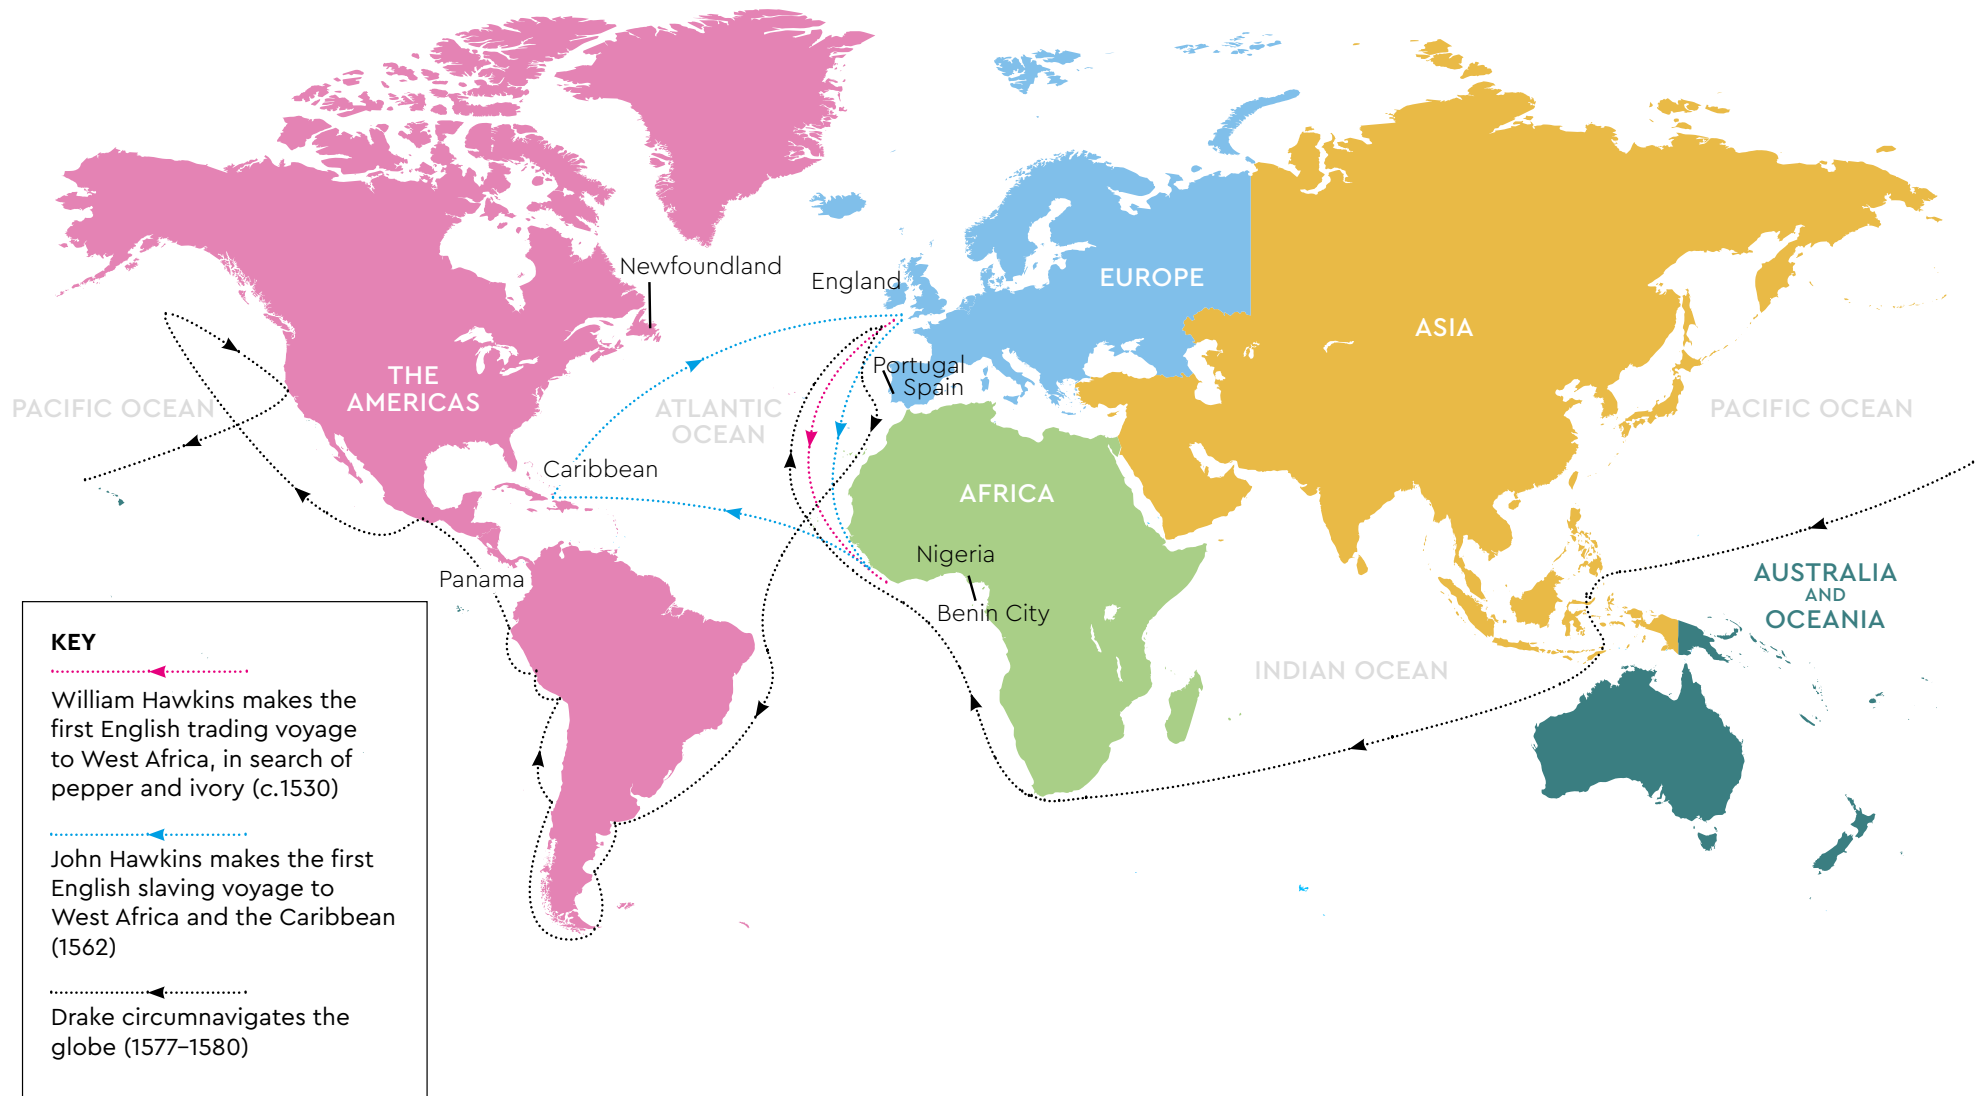 Newfoundland
England
EUROPE
ASIA
Portugal
Spain
THE
AMERICAS
PACIFIC OCEAN
ATLANTIC
OCEAN
PACIFIC OCEAN
Caribbean
AFRICA
Nigeria
Panama
Benin City
AUSTRALIA
AND
OCEANIA
INDIAN OCEAN
KEY
William Hawkins makes the
first English trading voyage
to West Africa, in search of
pepper and ivory (c.1530)
John Hawkins makes the first
English slaving voyage to
West Africa and the Caribbean
(1562)
Drake circumnavigates the
globe (1577–1580)